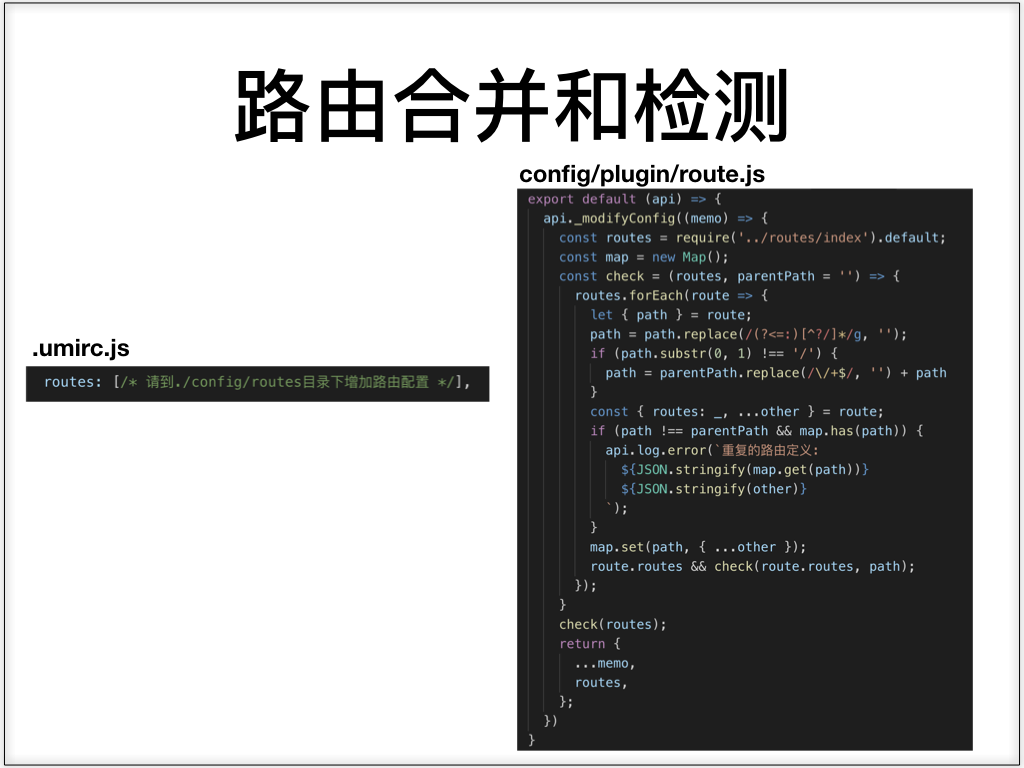 路由合并和检测
.umirc.js
routes: [/* 请到./config/routes目录下增加路由配置 */],
config/plugin/route.js
export default (api) => {
  api._modifyConfig((memo) => {
    const routes = require('../routes/index').default;
    const map = new Map();
    const check = (routes, parentPath = '') => {
      routes.forEach(route => {
        let { path } = route;
        path = path.replace(/(?<=:)[^?/]*/g, '');
        if (path.substr(0, 1) !== '/') {
          path = parentPath.replace(/\/+$/, '') + path
        }
        const { routes: _, ...other } = route;
        if (path !== parentPath && map.has(path)) {
          api.log.error(`重复的路由定义:
            ${JSON.stringify(map.get(path))}
            ${JSON.stringify(other)}
          `);
        }
        map.set(path, { ...other });
        route.routes && check(route.routes, path);
      });
    }
    check(routes);
    return {
      ...memo,
      routes,
    };
  })
}